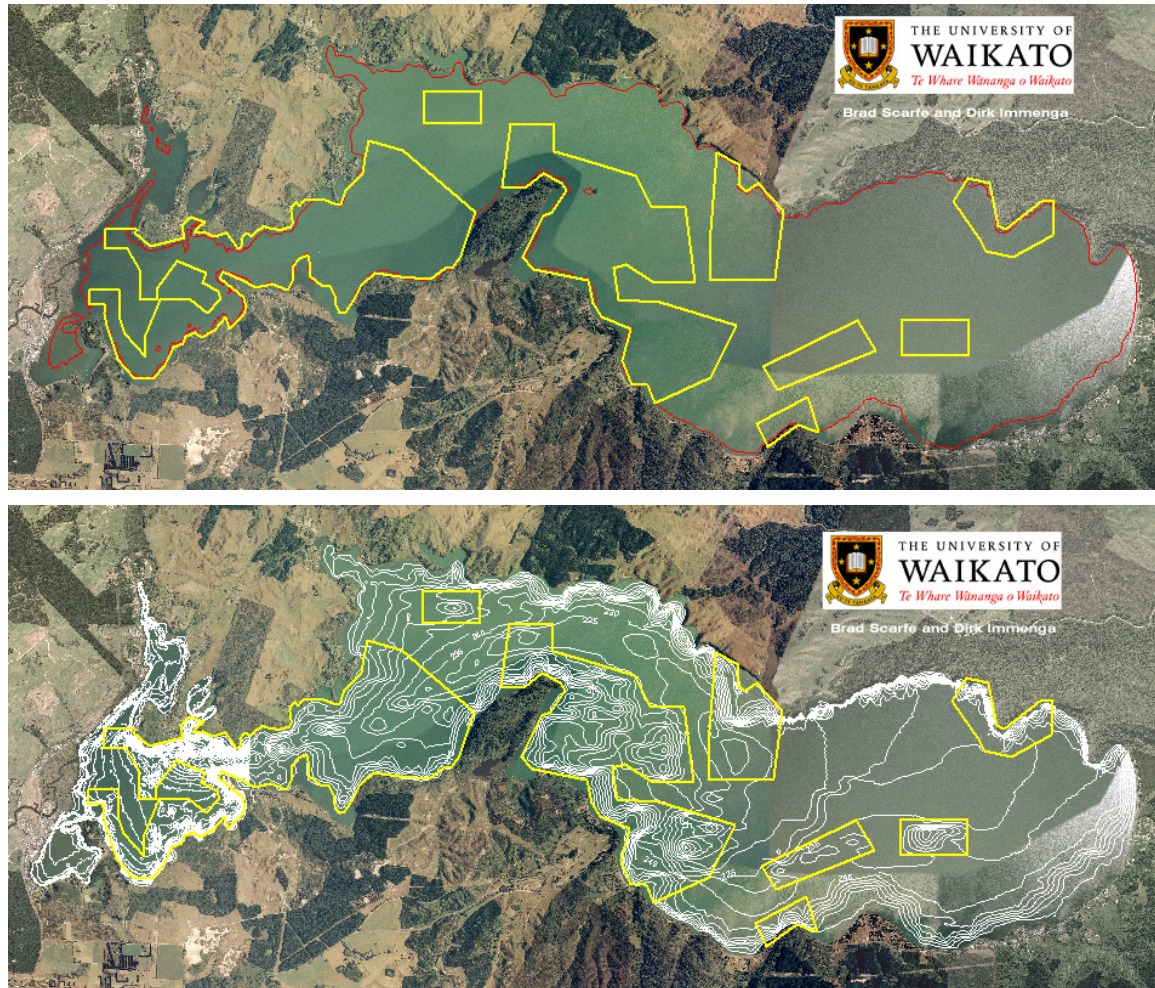 THE UNIVERSITY OF
WAIKATO
Te Whare Wānanga o Waikato
Brad Scarfe and Dirk Immenga
THE UNIVERSITY OF
WAIKATO
Te Whare Wānanga o Waikato
Brad Scarfe and Dirk Immenga